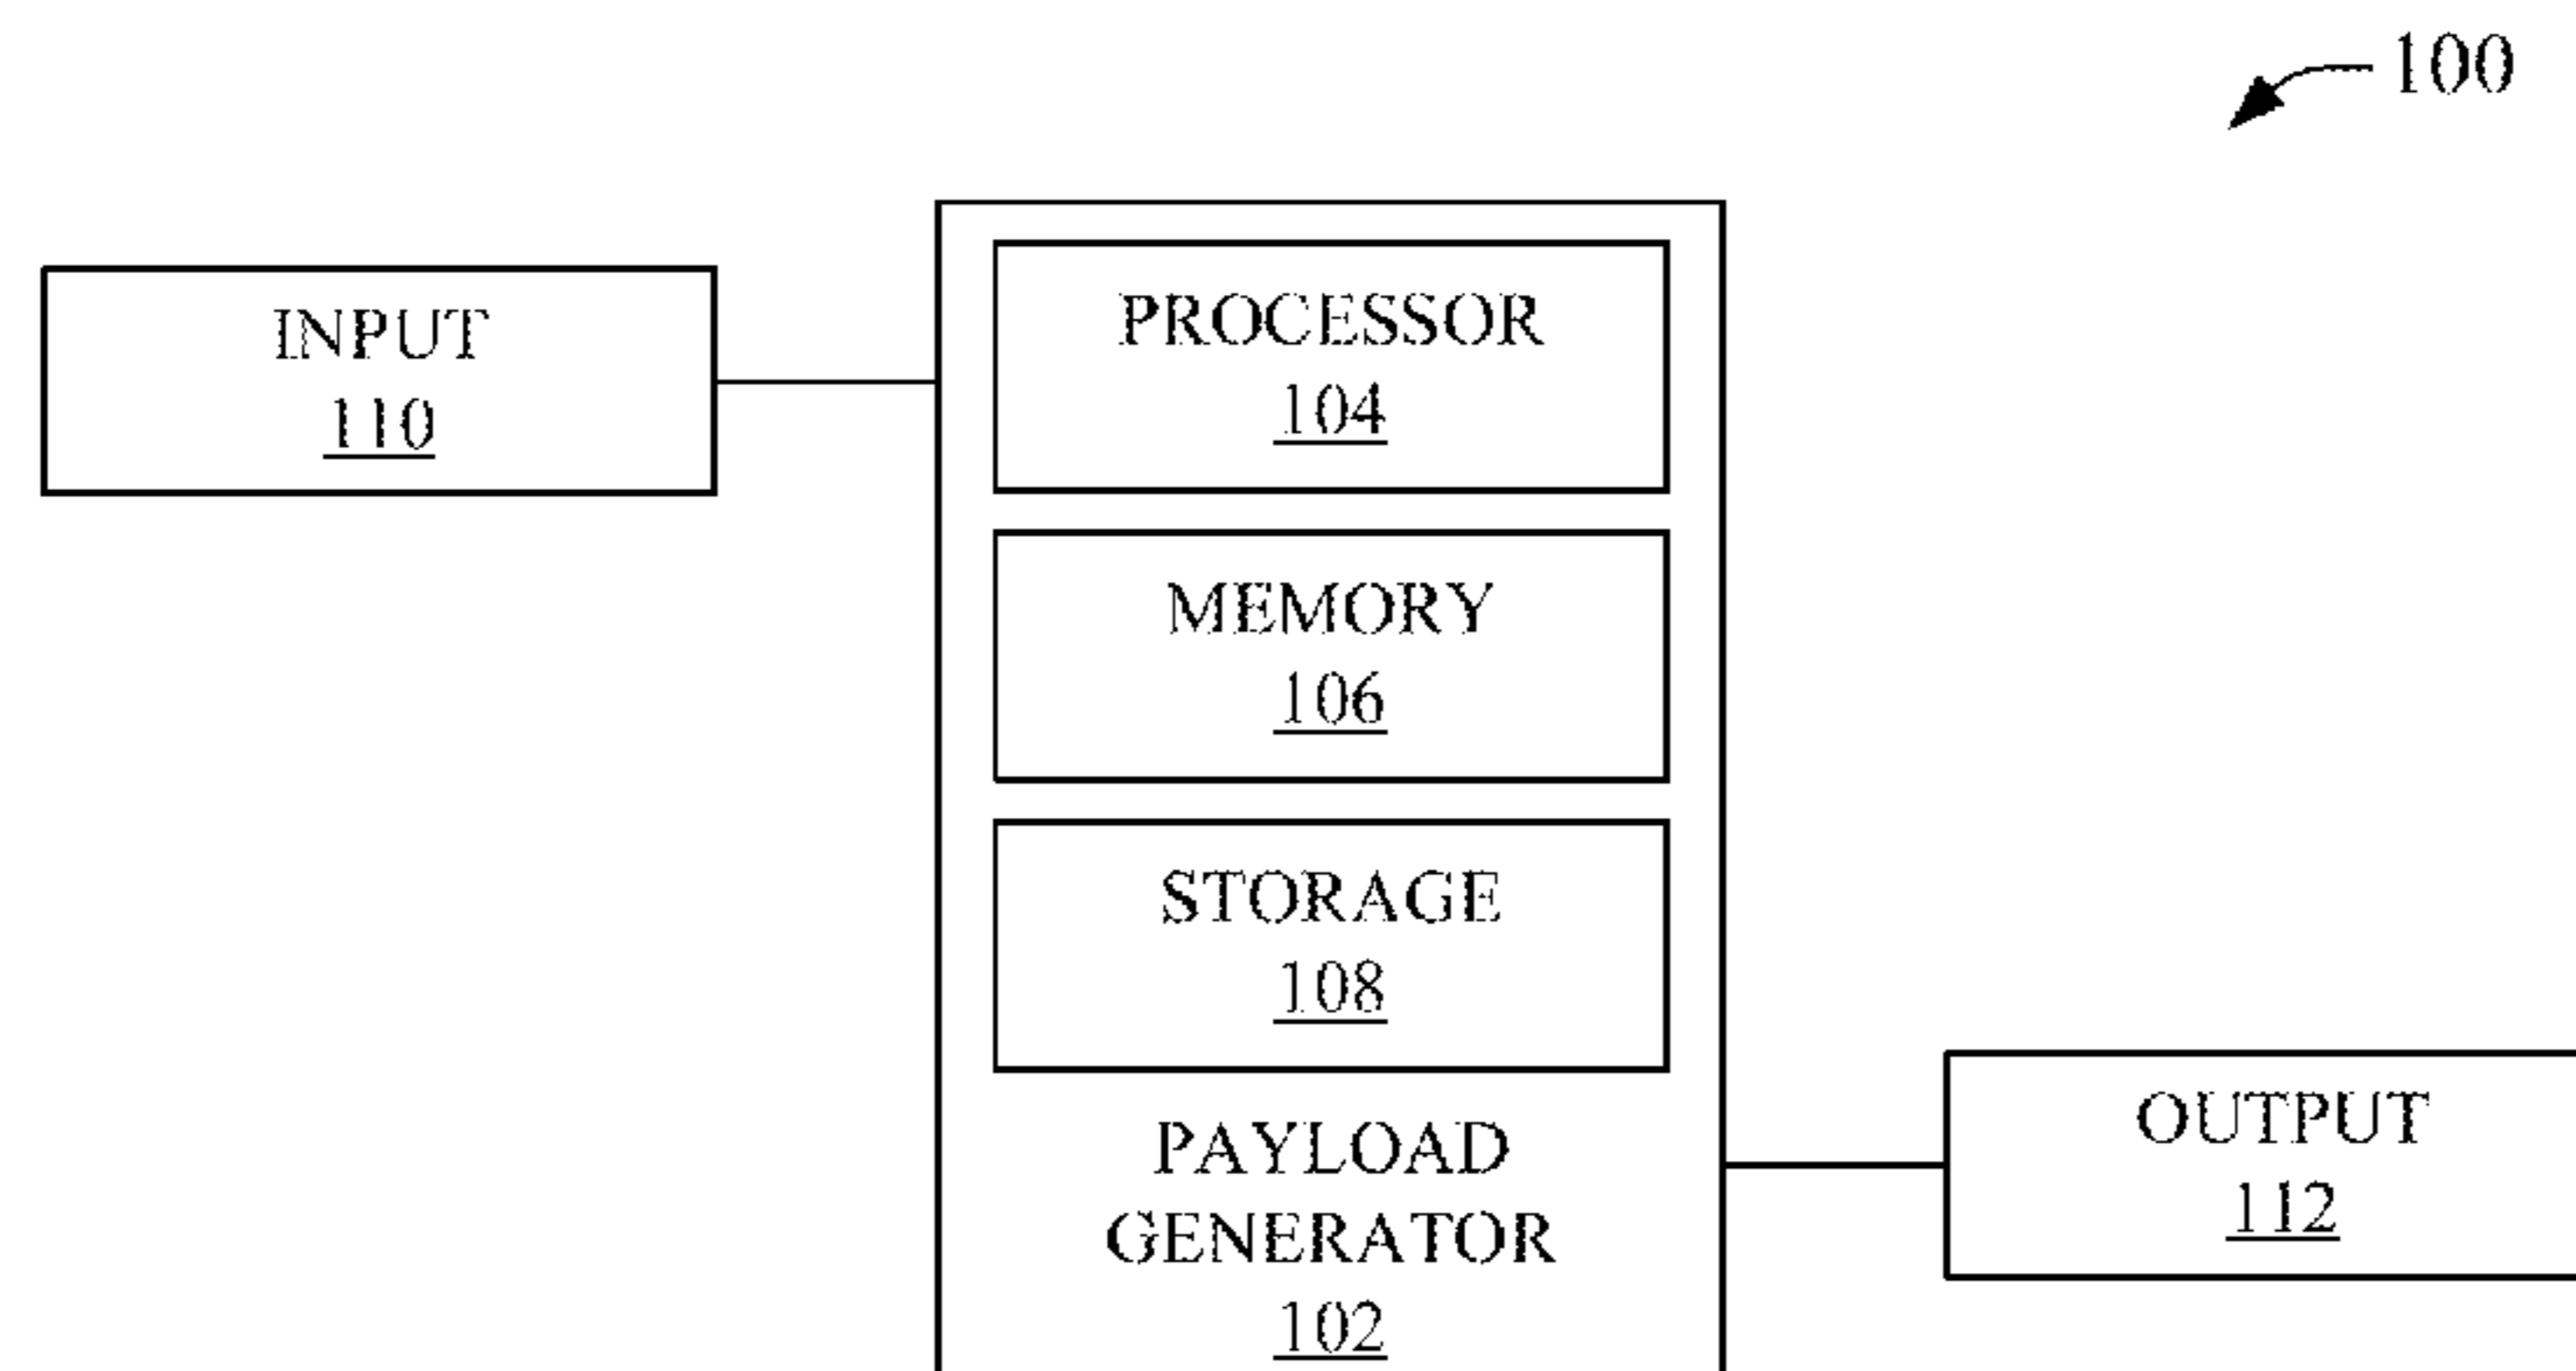 100
INPUT
110
PROCESSOR
104
MEMORY
106
STORAGE
108
PAYLOAD
GENERATOR
102
OUTPUT
112